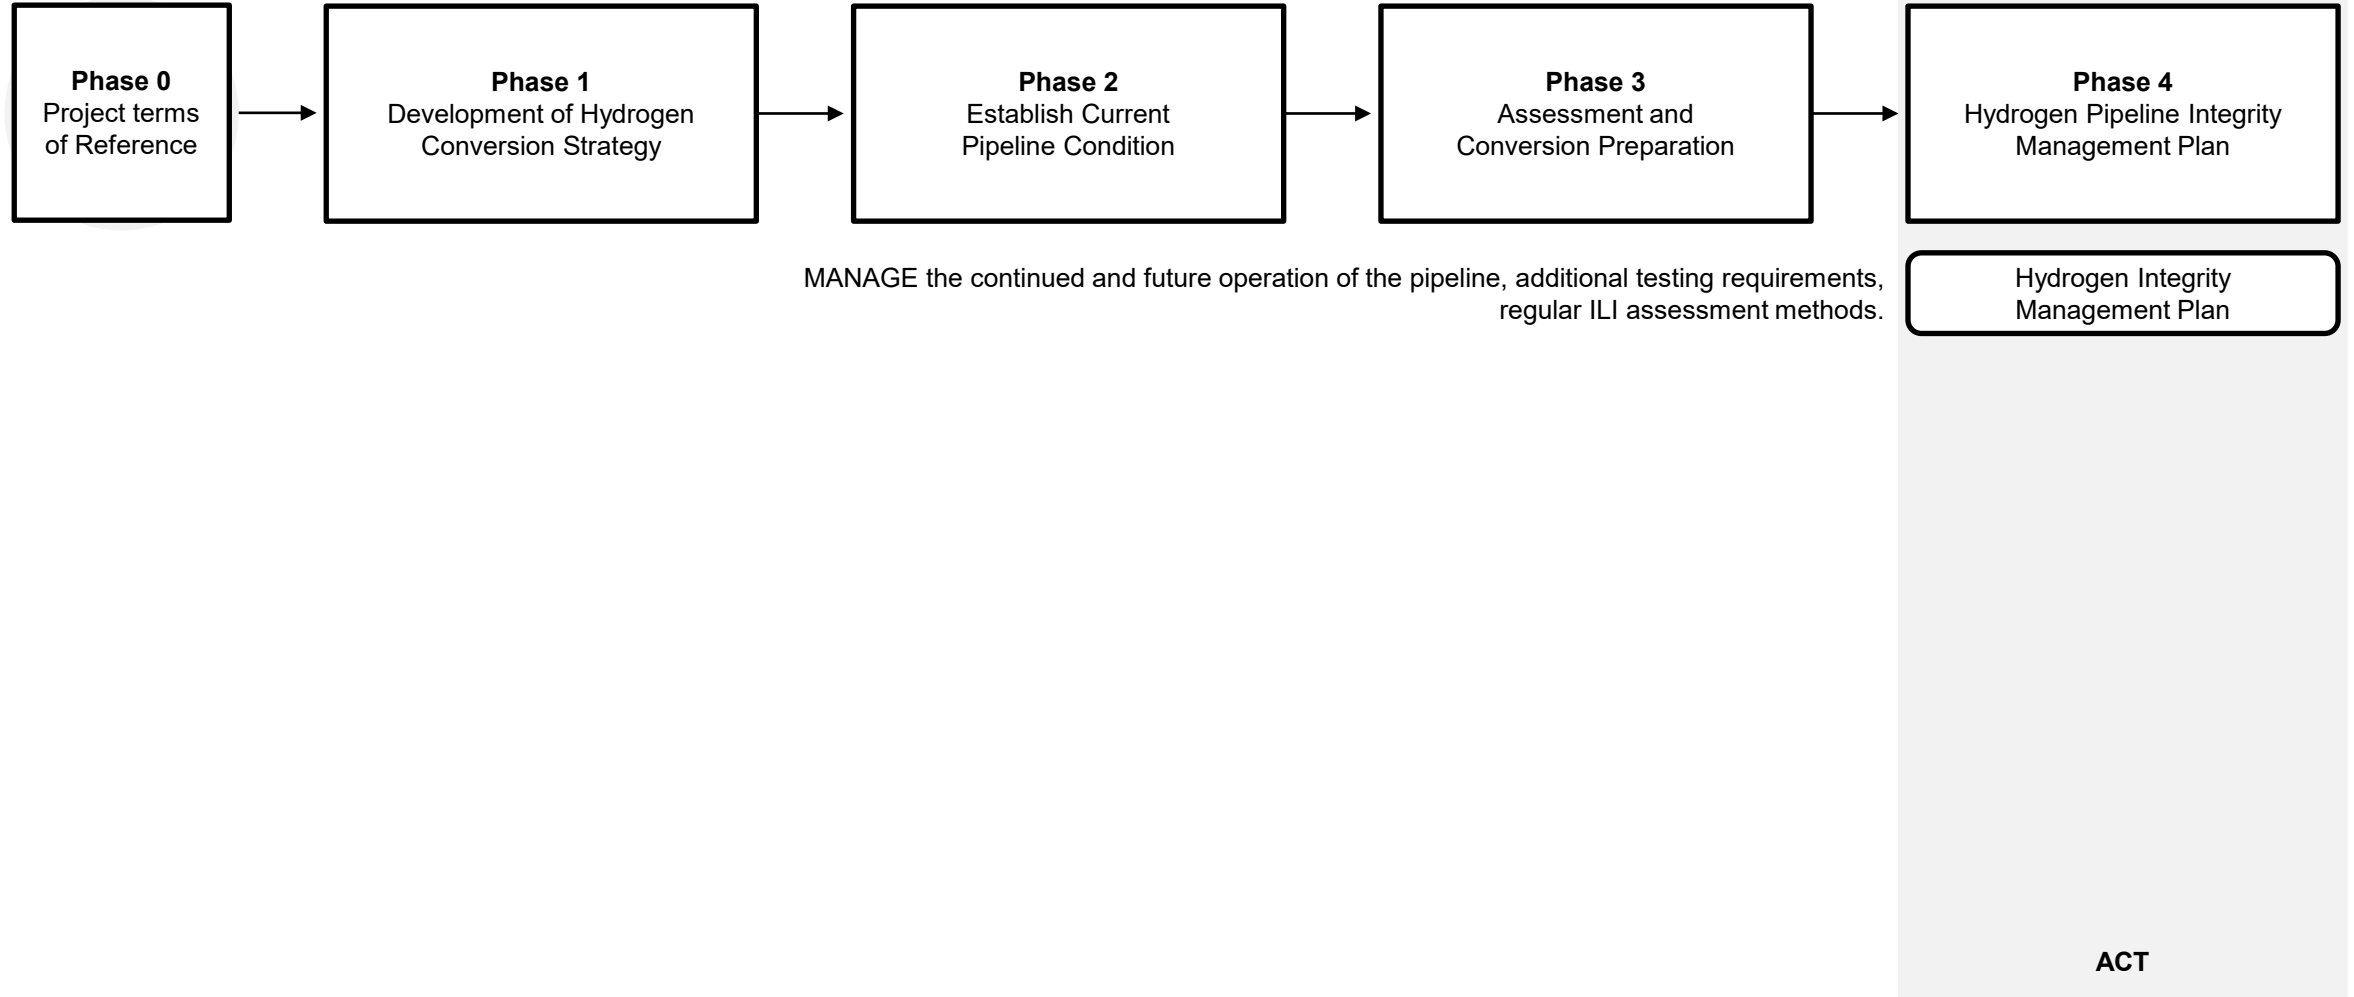 Phase 0
Project terms
of Reference
Phase 1
Development of Hydrogen
Conversion Strategy
Phase 2
Establish Current
Pipeline Condition
Phase 3
Assessment and
Conversion Preparation
Phase 4
Hydrogen Pipeline Integrity
Management Plan
MANAGE the continued and future operation of the pipeline, additional testing requirements,
regular ILI assessment methods.
Hydrogen Integrity
Management Plan
ACT